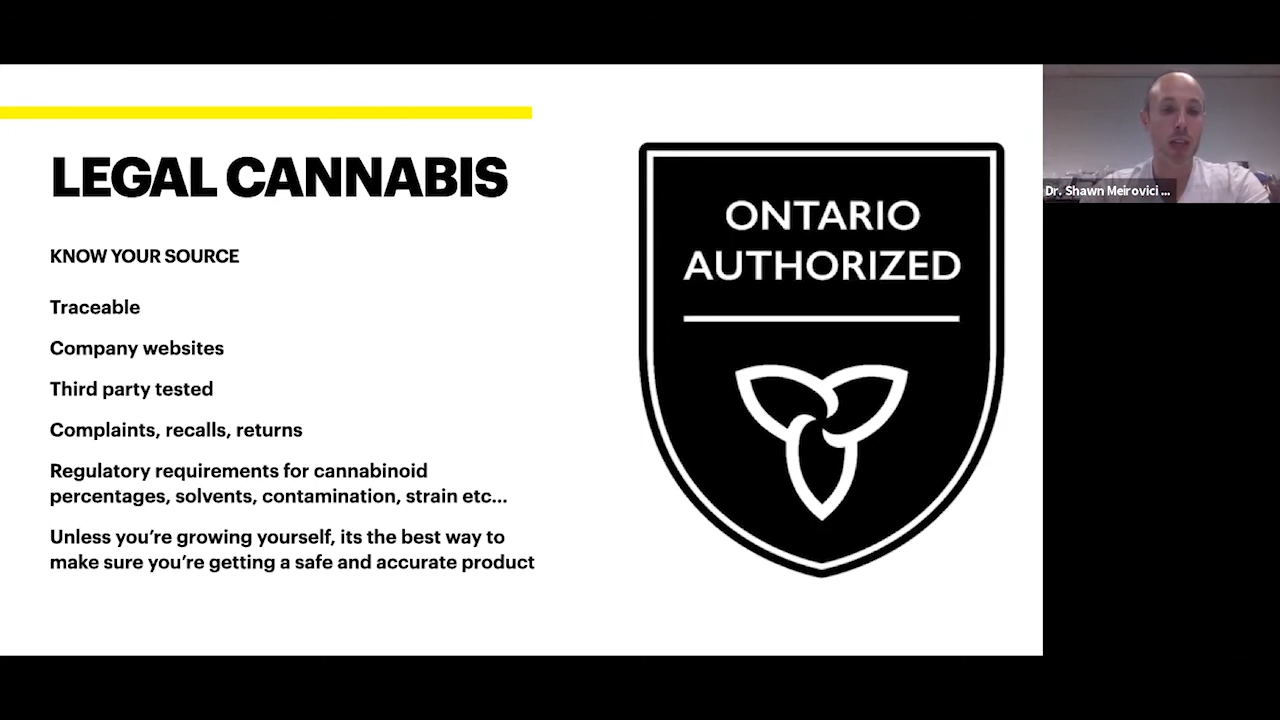 LEGAL CANNABIS
KNOW YOUR SOURCE
Traceable
Company websites
Third party tested
Complaints, recalls, returns
Regulatory requirements for cannabinoid
percentages, solvents, contamination, strain etc...
Unless you're growing yourself, its the best way to
make sure you're getting a safe and accurate product
ONTARIO
AUTHORIZED
Dr. Shawn Meirovici ...